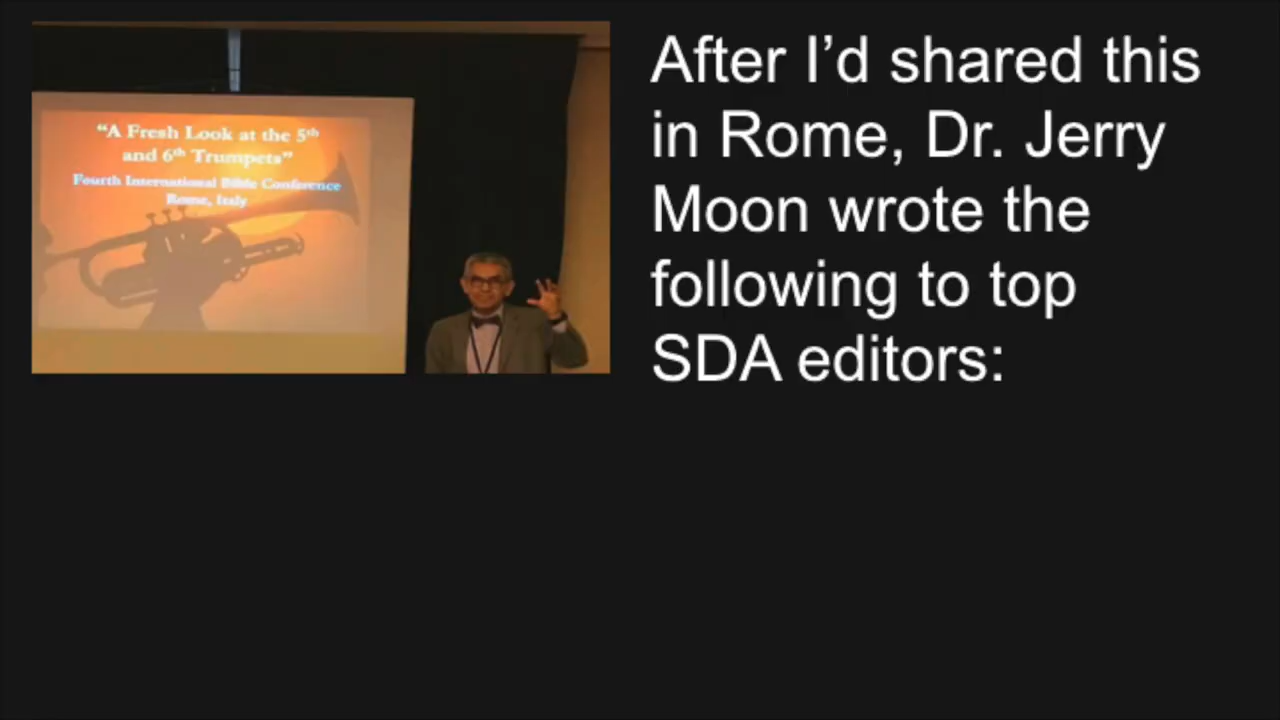 “A Fresh Look at the 5th
and 6th Trumpets”
Fourth International Bible Conference
Rome, Italy
After I’d shared this
in Rome, Dr. Jerry
Moon wrote the
following to top
SDA editors: